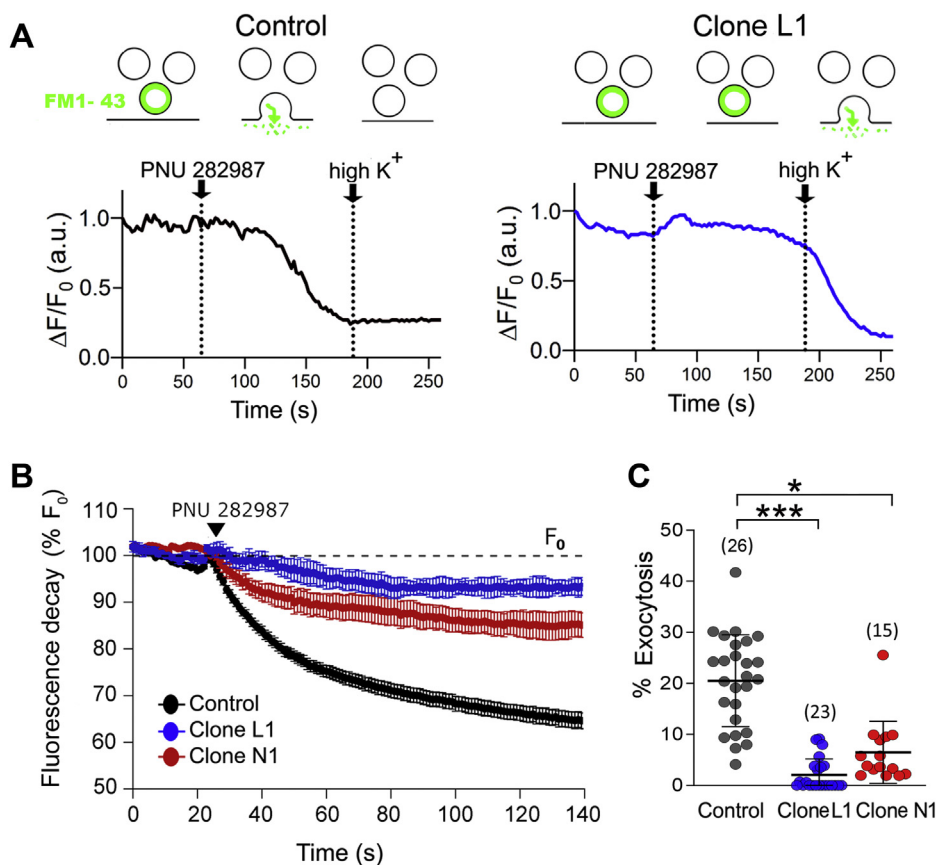 A
Control
Clone L1
FM1- 43
PNU 282987
high K+
PNU 282987
high K+
ΔF/F0 (a.u.)
1.0
0.5
0.0
0 50 100 150 200 250
Time (s)
ΔF/F0 (a.u.)
1.0
0.5
0.0
0 50 100 150 200 250
Time (s)
B
PNU 282987
F0
Fluorescence decay (% F0)
110
100
90
80
70
60
50
0 20 40 60 80 100 120 140
Time (s)
Control
Clone L1
Clone N1
C
*
***
(26)
(23)
(15)
% Exocytosis
50
40
30
20
10
0
Control CloneL1 Clone N1